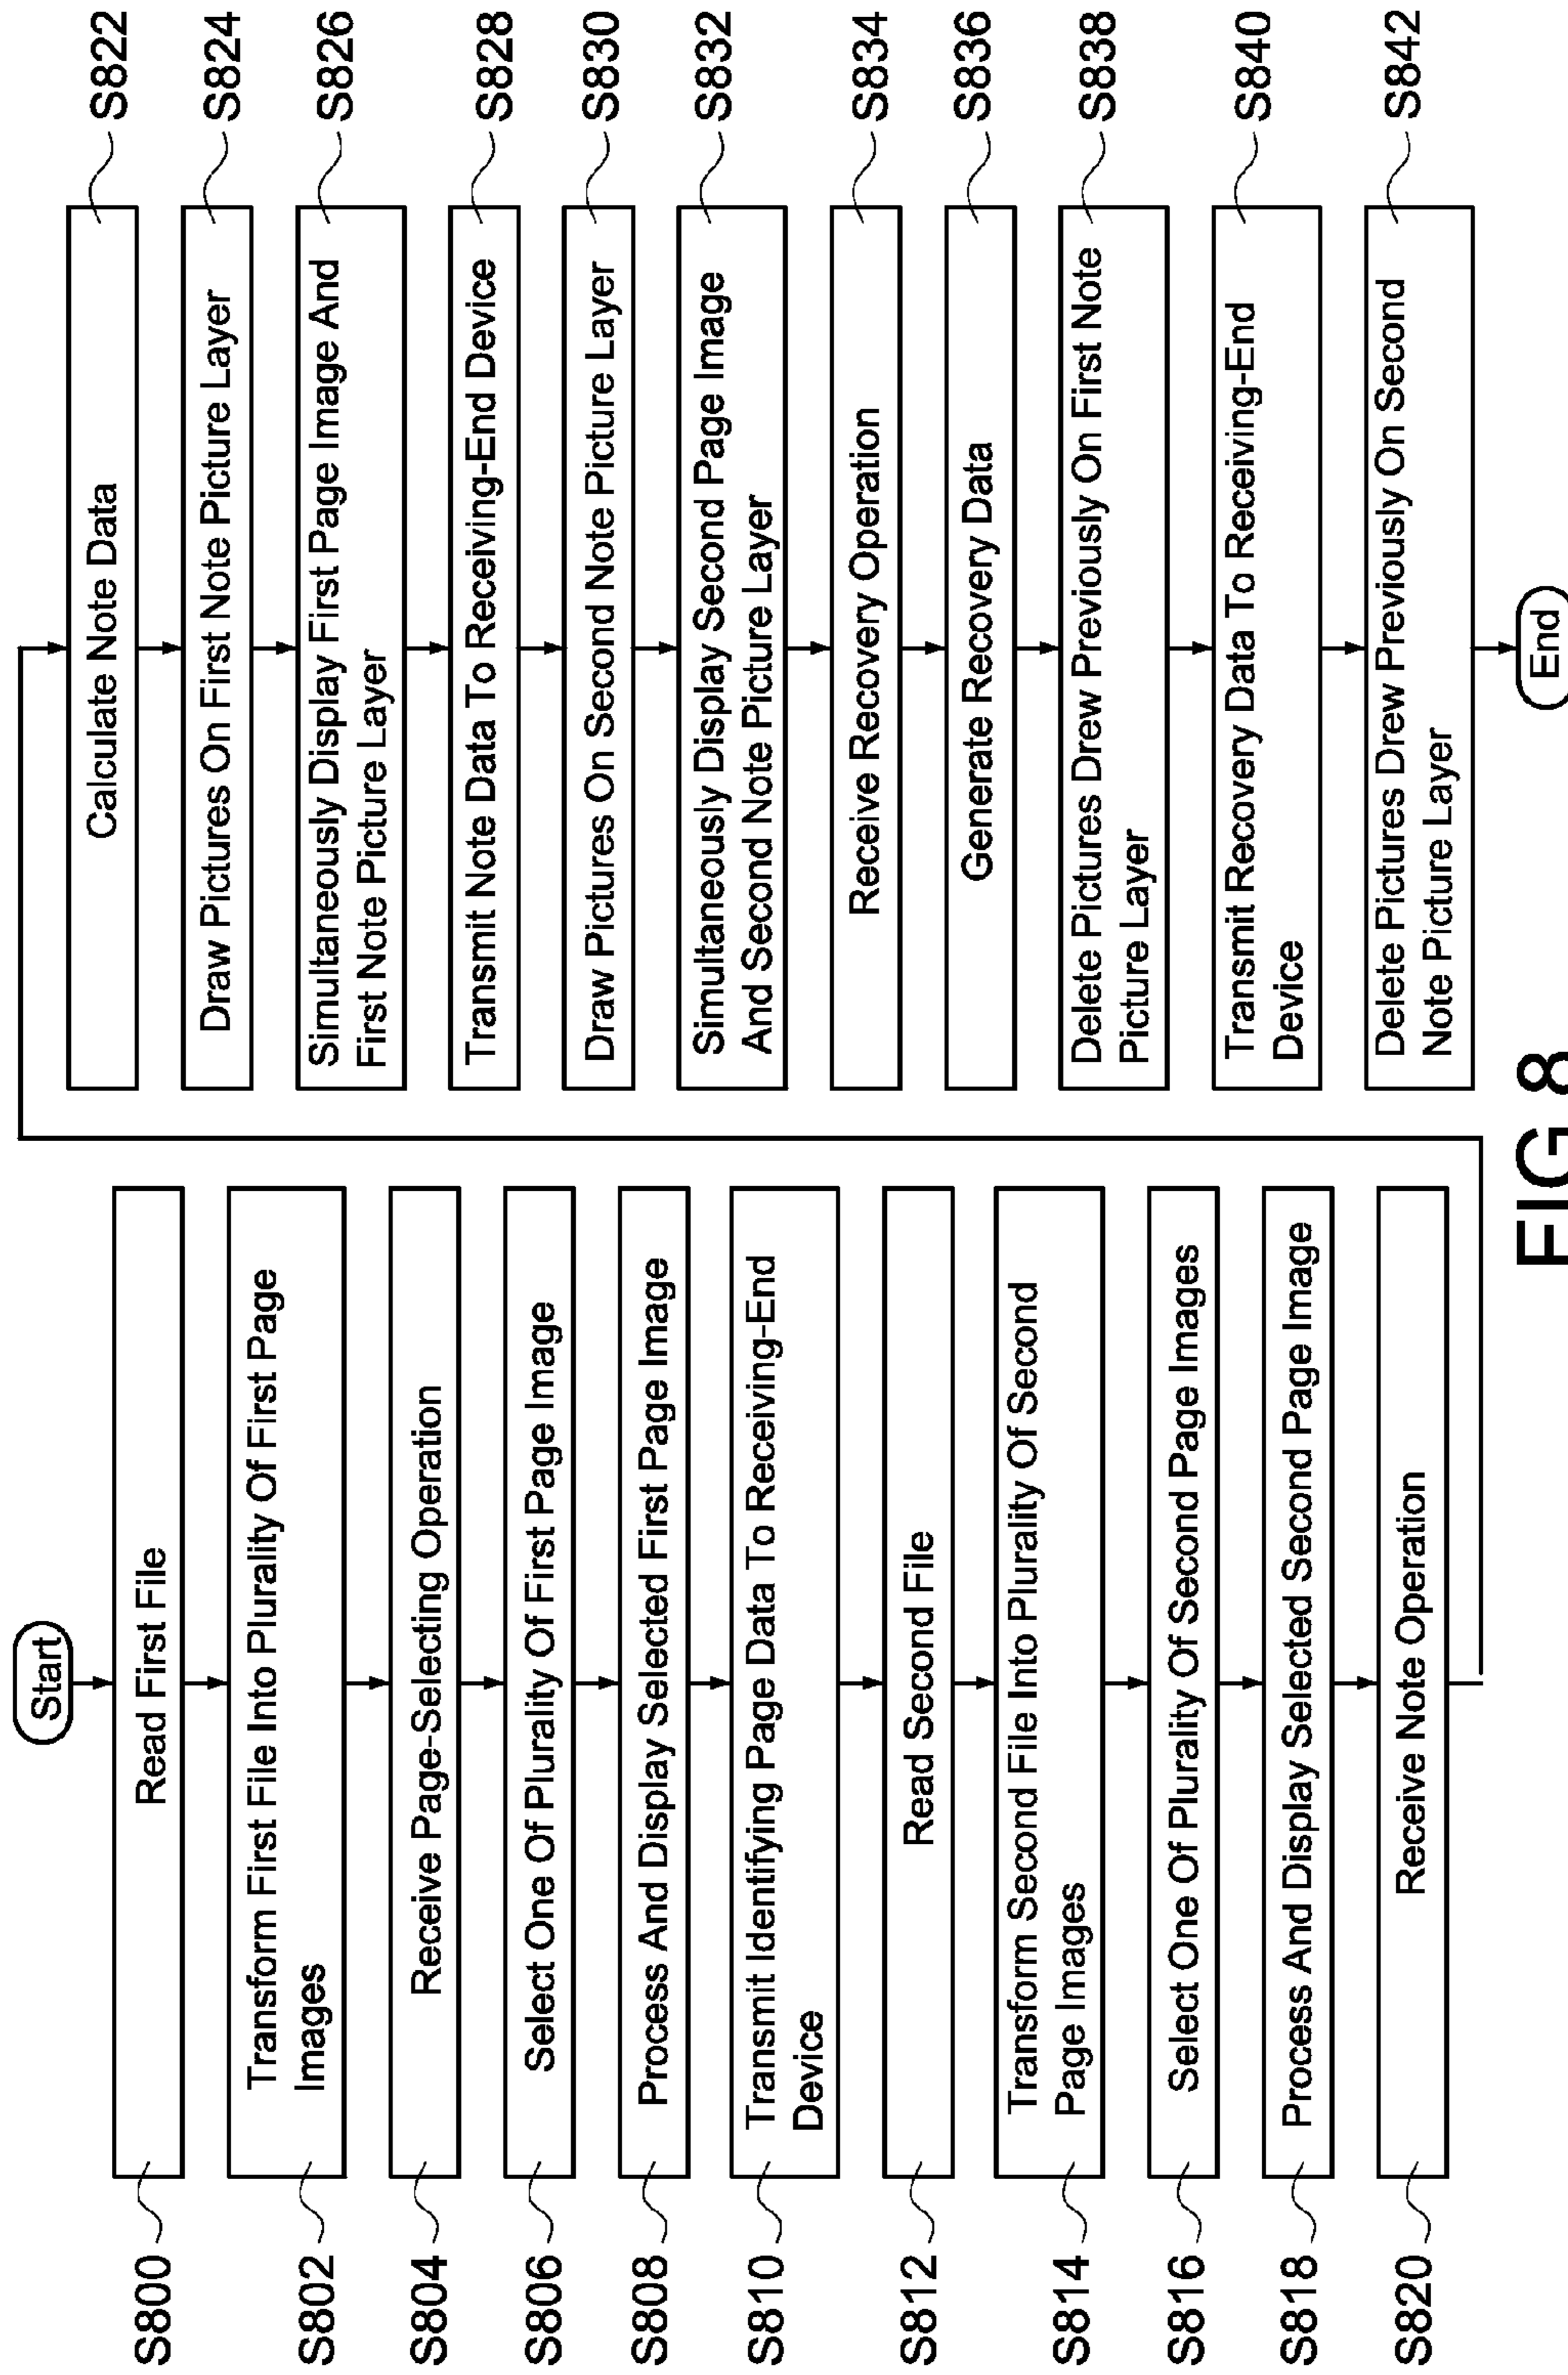 Start
S800
Read First File
S802
Transform First File Into Plurality Of First Page
Images
S804
Receive Page-Selecting Operation
S806
Select One Of Plurality Of First Page Image
S808
Process And Display Selected First Page Image
S810
Transmit Identifying Page Data To Receiving-End
Device
S812
Read Second File
S814
Transform Second File Into Plurality Of Second
Page Images
S816
Select One Of Plurality Of Second Page Images
S818
Process And Display Selected Second Page Image
S820
Receive Note Operation
Calculate Note Data
S822
Draw Pictures On First Note Picture Layer
S824
Simultaneously Display First Page Image And
First Note Picture Layer
S826
Transmit Note Data To Receiving-End Device
S828
Draw Pictures On Second Note Picture Layer
S830
Simultaneously Display Second Page Image
And Second Note Picture Layer
S832
Receive Recovery Operation
S834
Generate Recovery Data
S836
Delete Pictures Drew Previously On First Note
Picture Layer
S838
Transmit Recovery Data To Receiving-End
Device
S840
Delete Pictures Drew Previously On Second
Note Picture Layer
S842
End
FIG 8